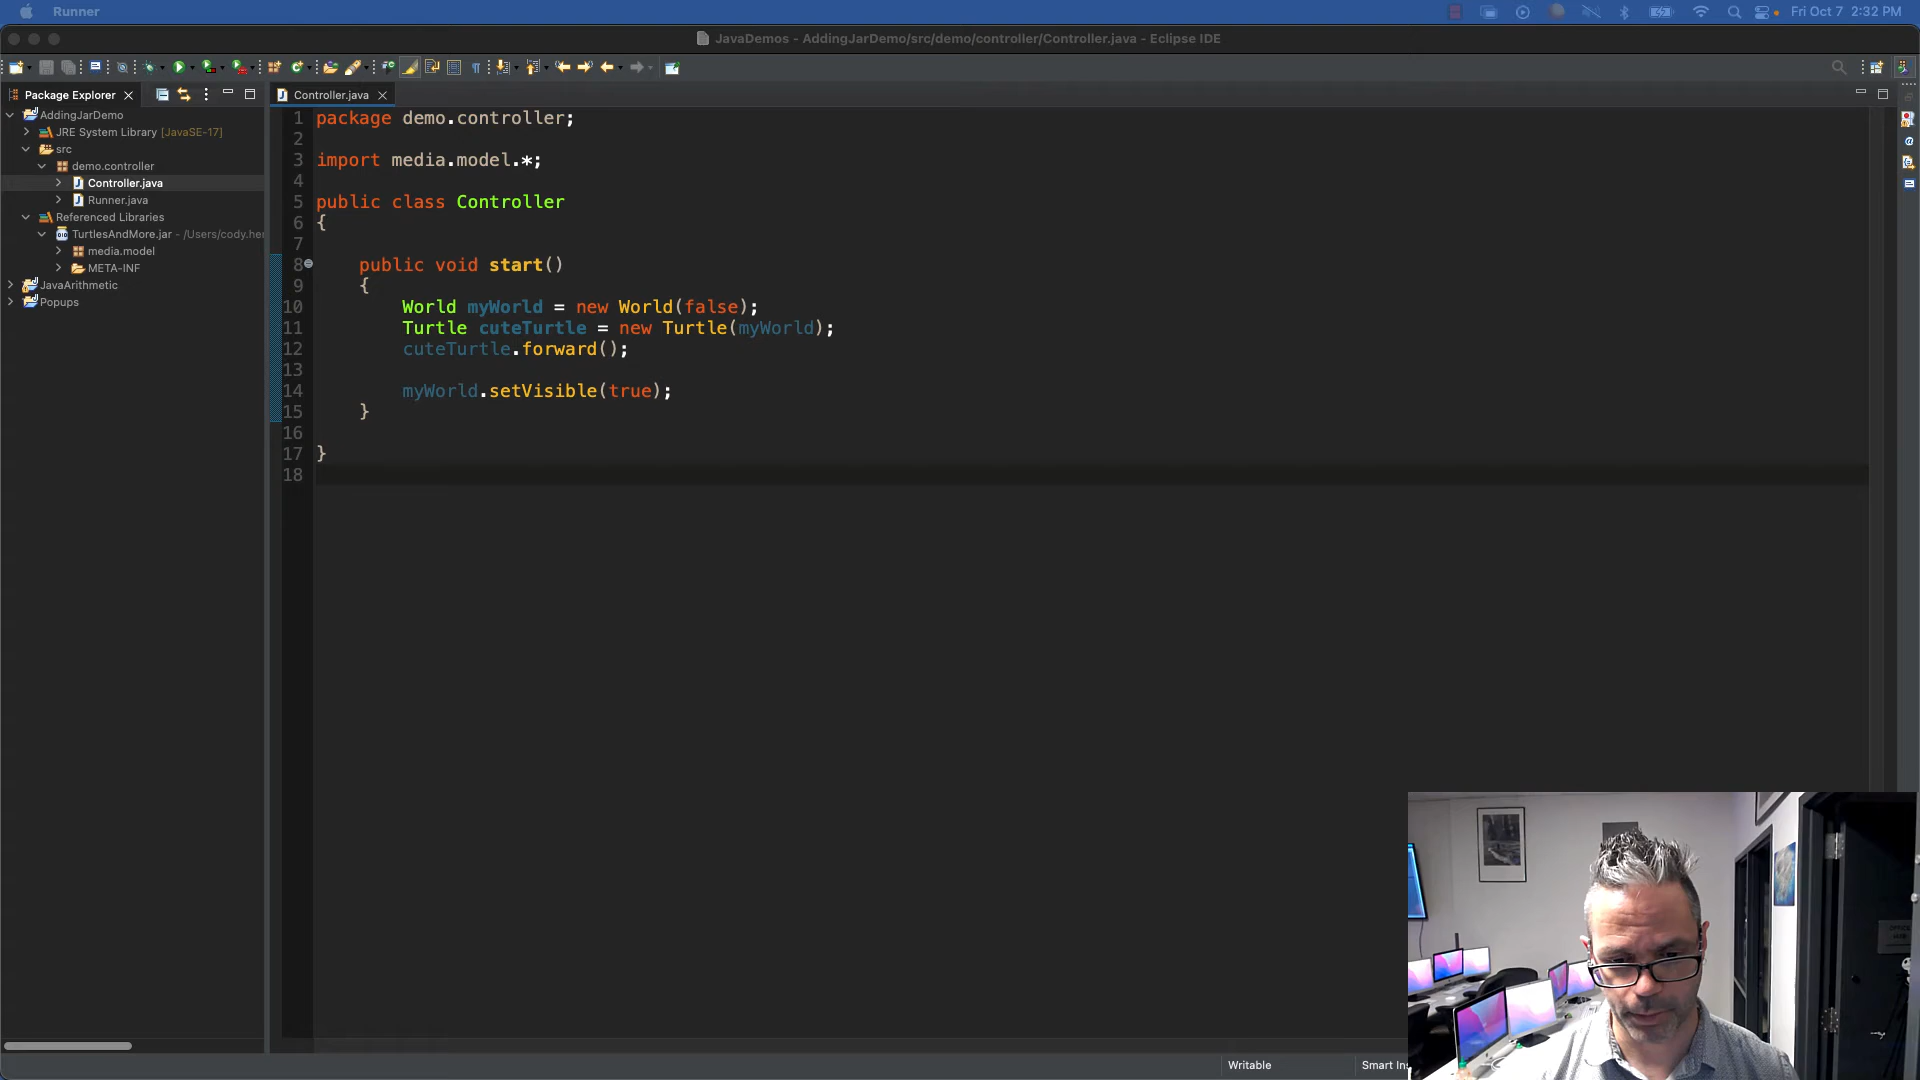 Runner
Fri Oct 7 2:32 PM
JavaDemos - AddingJarDemo/src/demo/controller/Controller.java - Eclipse IDE
Package Explorer
AddingJarDemo
JRE System Library [JavaSE-17]
src
demo.controller
Controller.java
Runner.java
Referenced Libraries
TurtlesAndMore.jar - /Users/cody.her
media.model
META-INF
JavaArithmetic
Popups
Controller.java
1 package demo.controller;
2
3 import media.model.*;
4
5 public class Controller
6 {
7
8 public void start()
9 {
10 World myWorld = new World(false);
11 Turtle cuteTurtle = new Turtle(myWorld);
12 cuteTurtle.forward();
13
14 myWorld.setVisible(true);
15 }
16
17 }
18
Writable
Smart Ins